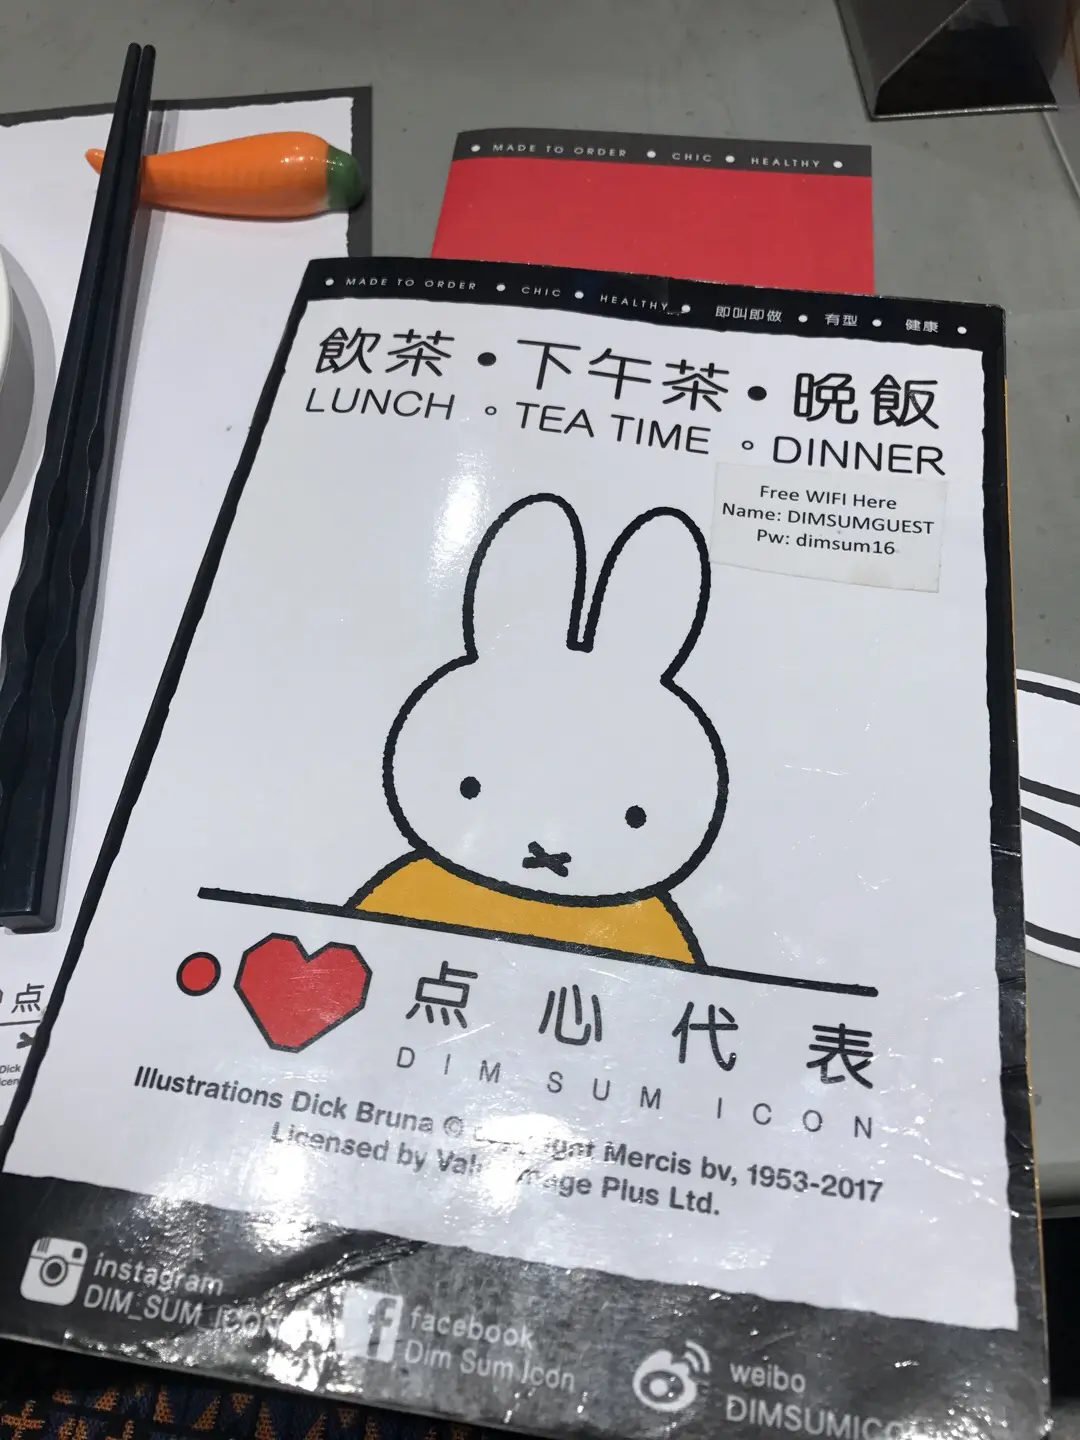 MADE TO ORDER • CHIC • HEALTHY •
• MADE TO ORDER • CHIC • HEALTHY • 即叫即做 • 有型 • 健康 •
飲茶 • 下午茶 • 晚飯
LUNCH 。TEA TIME 。DINNER
Free WIFI Here
Name: DIMSUMGUEST
Pw: dimsum16
点心代表
DIM SUM ICON
Illustrations Dick Bruna © Mercis bv, 1953-2017
Licensed by Plus Ltd.
instagram
DIM_SUM_ICON
facebook
Dim Sum Icon
weibo
点
Dick